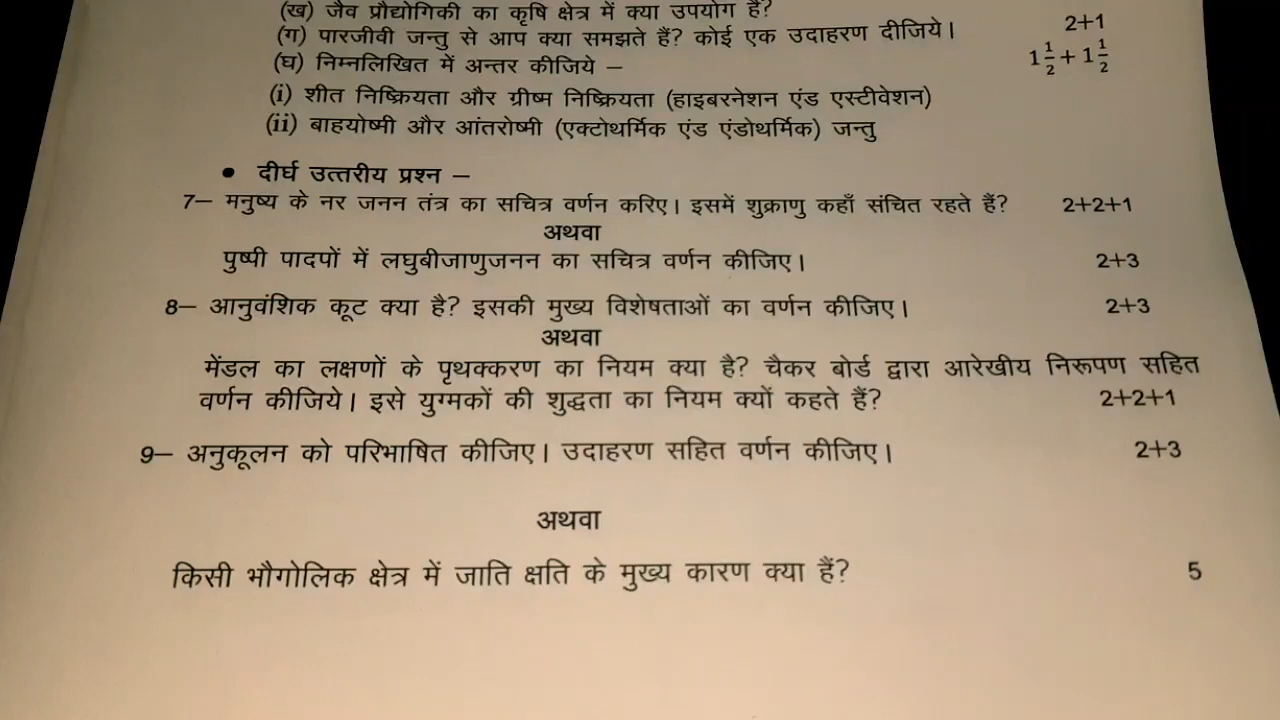 (ख) जैव प्रौद्योगिकी का कृषि क्षेत्र में क्या उपयोग है?
(ग) पारजीवी जन्तु से आप क्या समझते हैं? कोई एक उदाहरण दीजिये। 2+1
(घ) निम्नलिखित में अन्तर कीजिये – 1 1/2 + 1 1/2
(i) शीत निष्क्रियता और ग्रीष्म निष्क्रियता (हाइबरनेशन एंड एस्टीवेशन)
(ii) बाहयोष्मी और आंतरोष्मी (एक्टोथर्मिक एंड एंडोथर्मिक) जन्तु
• दीर्घ उत्तरीय प्रश्न –
7– मनुष्य के नर जनन तंत्र का सचित्र वर्णन करिए। इसमें शुक्राणु कहाँ संचित रहते हैं? 2+2+1
अथवा
पुष्पी पादपों में लघुबीजाणुजनन का सचित्र वर्णन कीजिए। 2+3
8– आनुवंशिक कूट क्या है? इसकी मुख्य विशेषताओं का वर्णन कीजिए। 2+3
अथवा
मेंडल का लक्षणों के पृथक्करण का नियम क्या है? चैकर बोर्ड द्वारा आरेखीय निरूपण सहित
वर्णन कीजिये। इसे युग्मकों की शुद्धता का नियम क्यों कहते हैं? 2+2+1
9– अनुकूलन को परिभाषित कीजिए। उदाहरण सहित वर्णन कीजिए। 2+3
अथवा
किसी भौगोलिक क्षेत्र में जाति क्षति के मुख्य कारण क्या हैं? 5